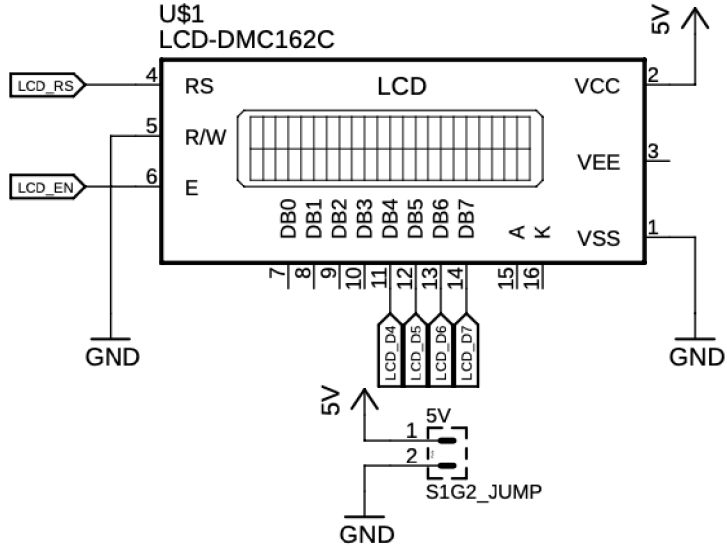 U$1
LCD-DMC162C
5V
LCD_RS
4
RS
LCD
VCC
2
5
R/W
VEE
3
LCD_EN
6
E
DB0
DB1
DB2
DB3
DB4
DB5
DB6
DB7
A
K
VSS
1
7
8
9
10
11
12
13
14
15
16
LCD_D4
LCD_D5
LCD_D6
LCD_D7
GND
GND
5V
5V
1
2
S1G2_JUMP
GND